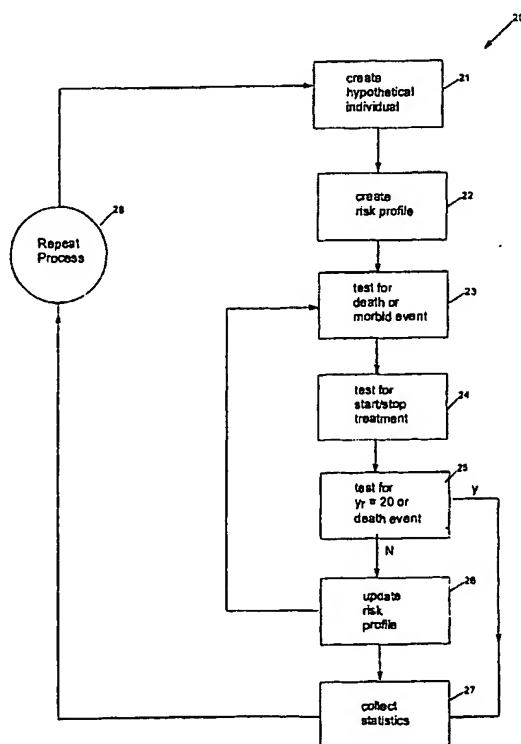 20
create
hypothetical
individual
21
create
risk profile
22
28
Repeat
Process
test for
death or
morbid event
23
test for
start/stop
treatment
24
25
test for
yr = 20 or
death event
y
N
update
risk
profile
26
collect
statistics
27